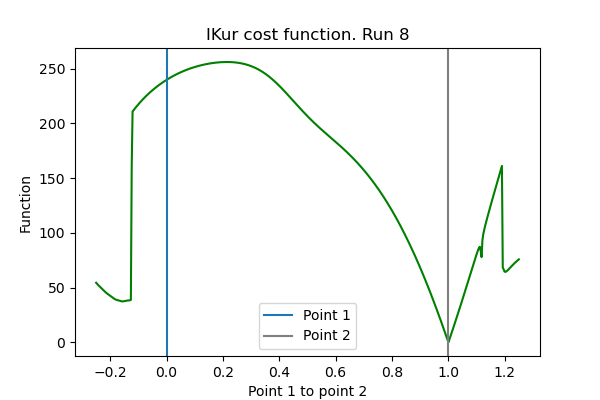 IKur cost function. Run 8
Function
250
200
150
100
50
0
−0.2 0.0 0.2 0.4 0.6 0.8 1.0 1.2
Point 1 to point 2
Point 1
Point 2